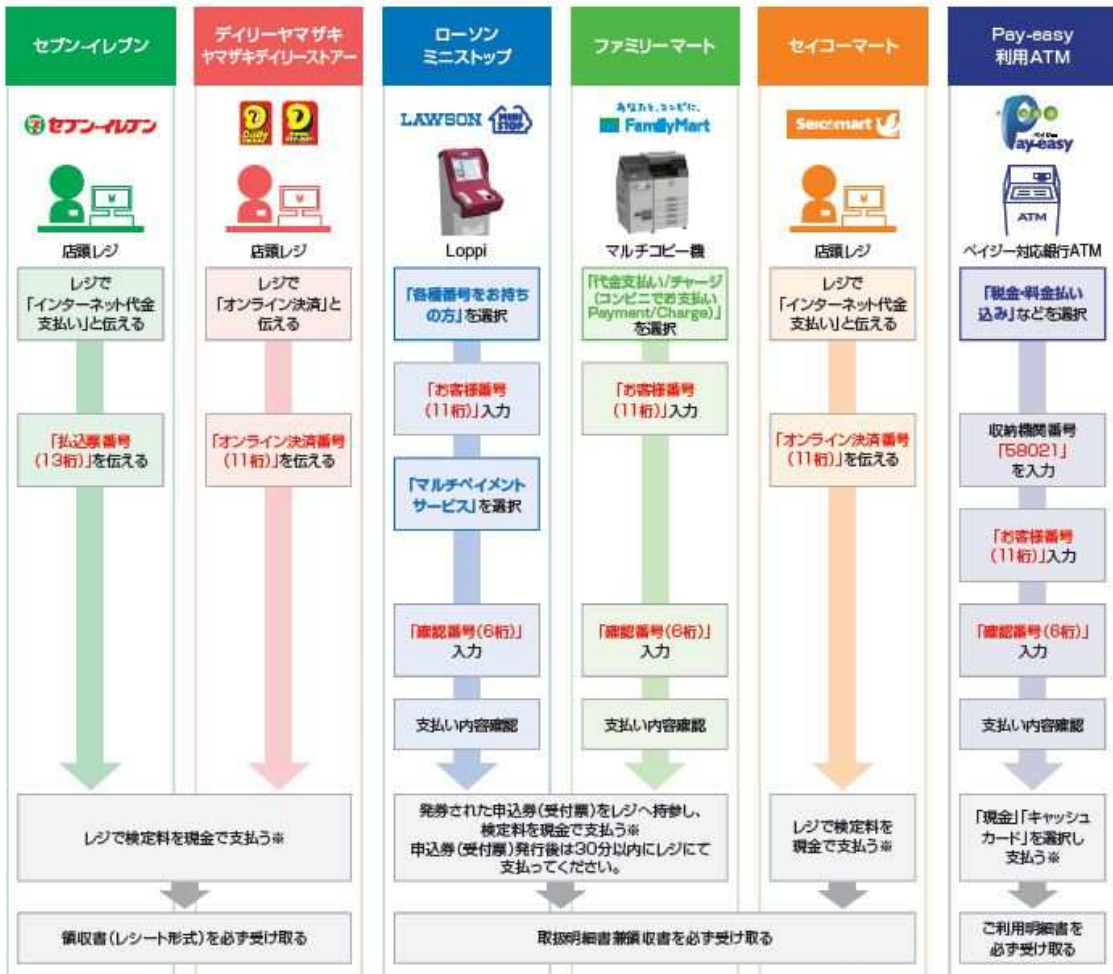 セブン-イレブン
デイリーヤマザキ
ヤマザキデイリーストアー
ローソン
ミニストップ
ファミリーマート
セイコーマート
Pay-easy
利用ATM
セブン-イレブン
Daily
LAWSON
MINI
STOP
あなたと、コンビに、
FamilyMart
Seicomart
Pay-easy
¥
¥
¥
ATM
店頭レジ
店頭レジ
Loppi
マルチコピー機
店頭レジ
ペイジー対応銀行ATM
レジで
「インターネット代金
支払い」と伝える
レジで
「オンライン決済」と
伝える
「各種番号をお持ち
の方」を選択
「代金支払い/チャージ
(コンビニでお支払い
Payment/Charge)」
を選択
レジで
「インターネット代金
支払い」と伝える
「税金・料金払い
込み」などを選択
「お客様番号
(11桁)」入力
「お客様番号
(11桁)」入力
「払込票番号
(13桁)」を伝える
「オンライン決済番号
(11桁)」を伝える
「マルチペイメント
サービス」を選択
「オンライン決済番号
(11桁)」を伝える
収納機関番号
「58021」
を入力
「お客様番号
(11桁)」入力
「確認番号(6桁)」
入力
「確認番号(6桁)」
入力
「確認番号(6桁)」
入力
支払い内容確認
支払い内容確認
支払い内容確認
レジで検定料を現金で支払う※
発券された申込券(受付票)をレジへ持参し、
検定料を現金で支払う※
申込券(受付票)発行後は30分以内にレジにて
支払ってください。
レジで検定料を
現金で支払う※
「現金」「キャッシュ
カード」を選択し
支払う※
領収書(レシート形式)を必ず受け取る
取扱明細書兼領収書を必ず受け取る
ご利用明細書を
必ず受け取る